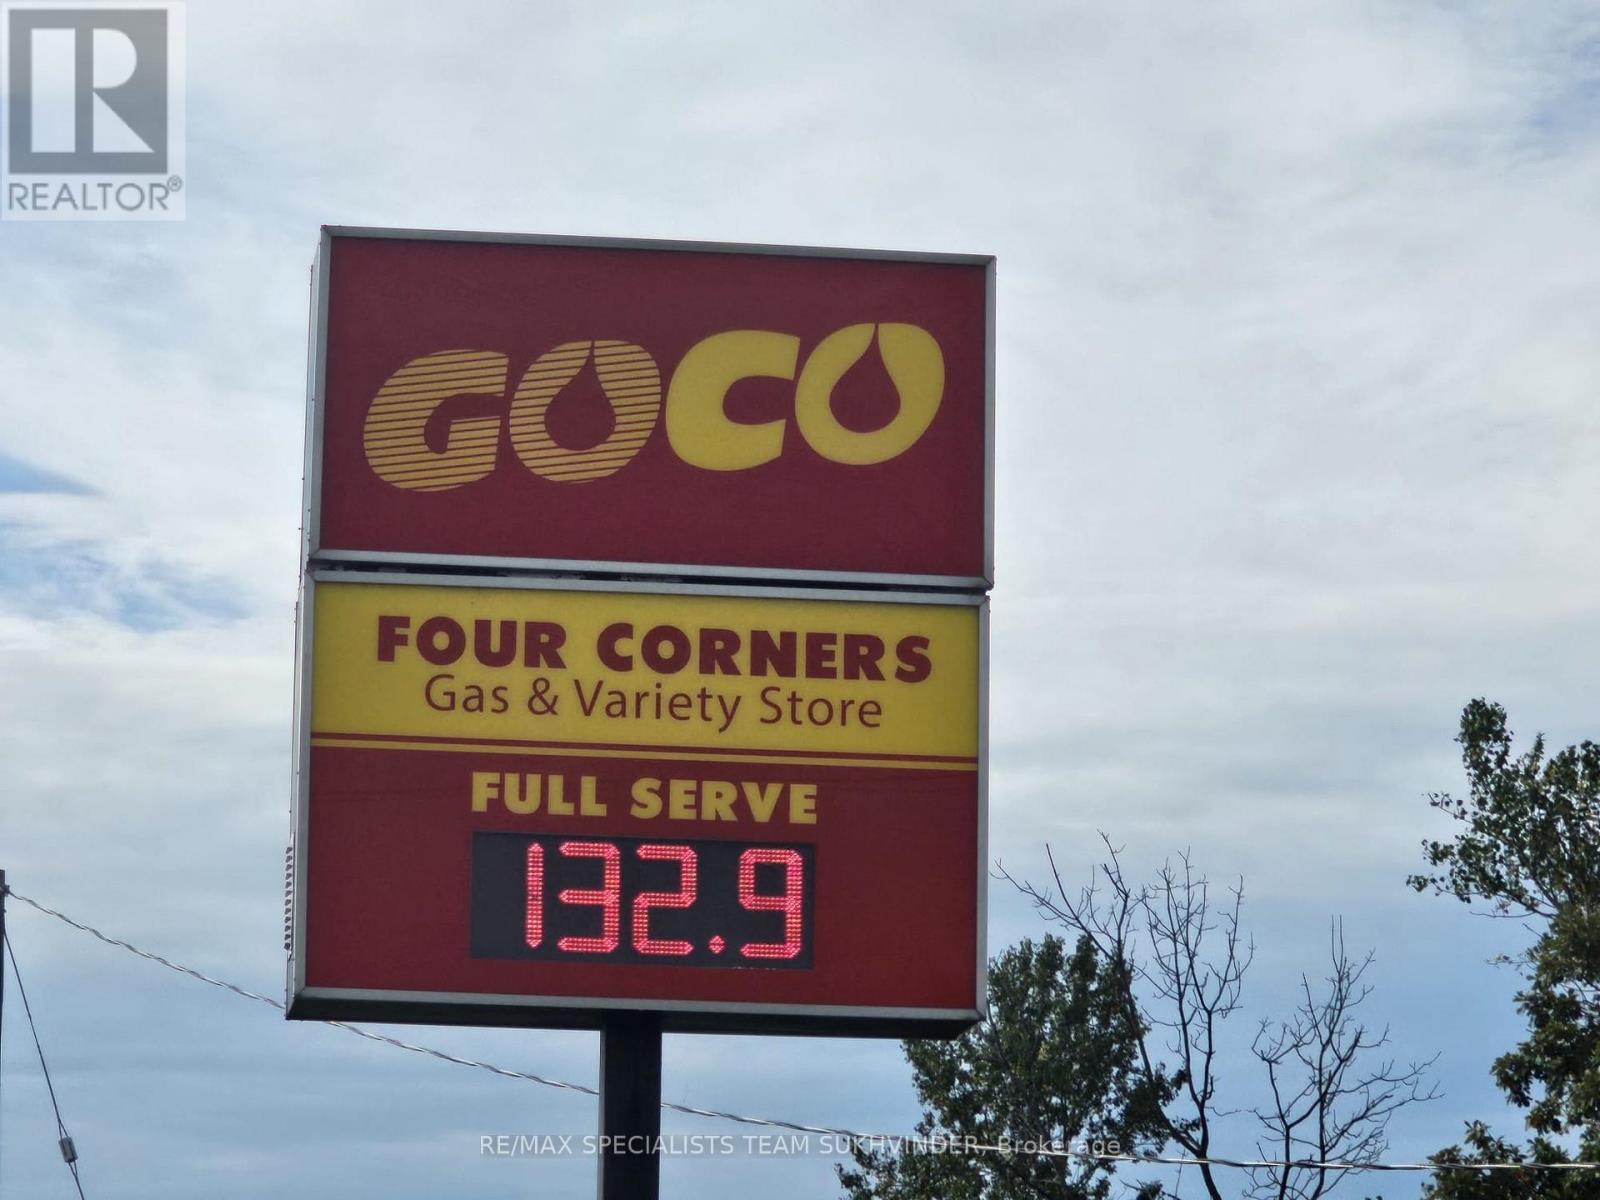 REALTOR®
GOCO
FOUR CORNERS
Gas & Variety Store
FULL SERVE
132.9
RE/MAX SPECIALISTS TEAM SUKHVINDER, Brokerage